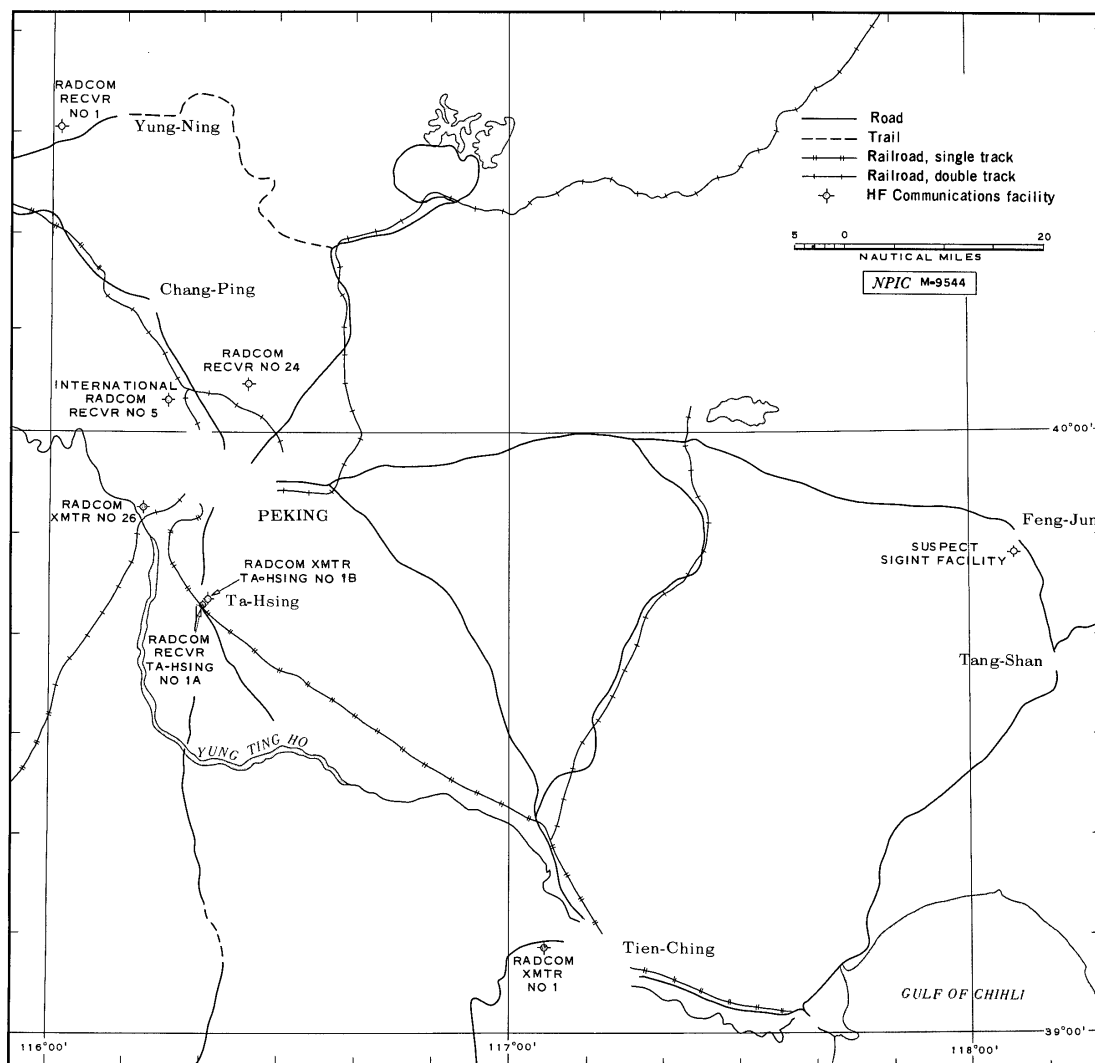 RADCOM
RECVR
NO 1
Yung-Ning
Road
Trail
Railroad, single track
Railroad, double track
HF Communications facility
5 0 20
NAUTICAL MILES
NPIC M-9544
Chang-Ping
RADCOM
RECVR NO 24
INTERNATIONAL
RADCOM
RECVR NO 5
40°00'
RADCOM
XMTR NO 26
PEKING
Feng-Jun
SUSPECT
SIGINT FACILITY
RADCOM XMTR
TA-HSING NO 1B
Ta-Hsing
RADCOM
RECVR
TA-HSING
NO 1A
Tang-Shan
YUNG TING HO
Tien-Ching
RADCOM
XMTR
NO 1
GULF OF CHIHLI
39°00'
116°00' 117°00' 118°00'